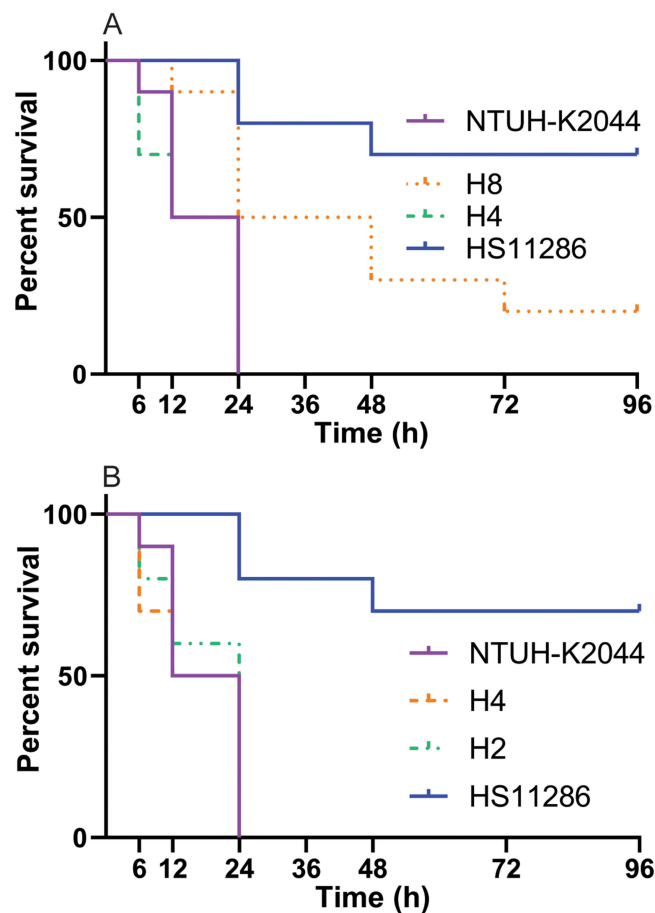 A
Percent survival
100
50
0
NTUH-K2044
H8
H4
HS11286
6 12 24 36 48 72 96
Time (h)
B
Percent survival
100
50
0
NTUH-K2044
H4
H2
HS11286
6 12 24 36 48 72 96
Time (h)